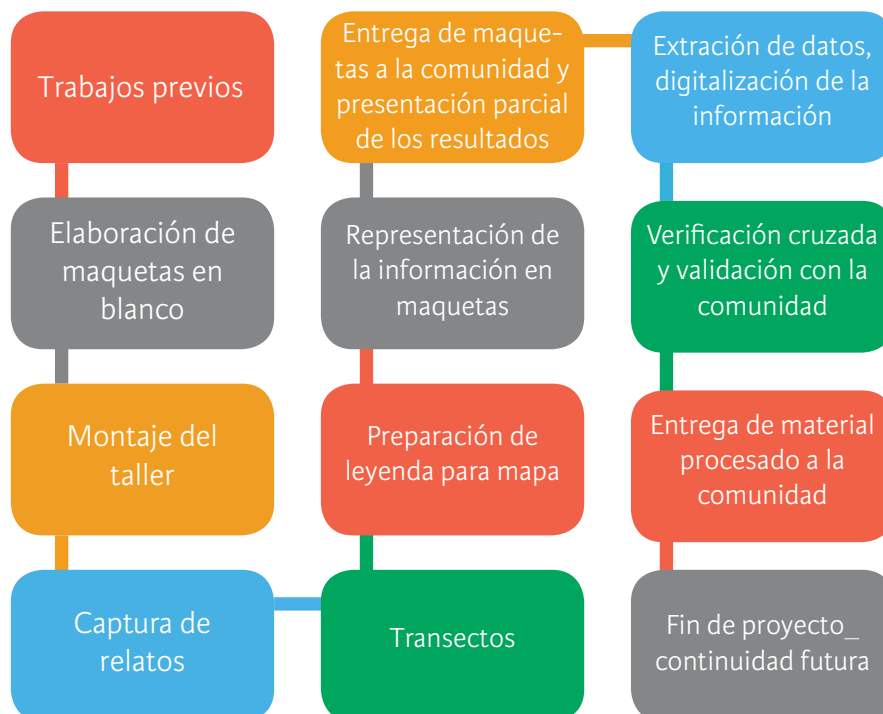 Trabajos previos
Elaboración de
maquetas en
blanco
Montaje del
taller
Captura de
relatos
Transectos
Preparación de
leyenda para mapa
Representación de
la información en
maquetas
Entrega de maque-
tas a la comunidad y
presentación parcial
de los resultados
Extración de datos,
digitalización de la
información
Verificación cruzada
y validación con la
comunidad
Entrega de material
procesado a la
comunidad
Fin de proyecto_
continuidad futura